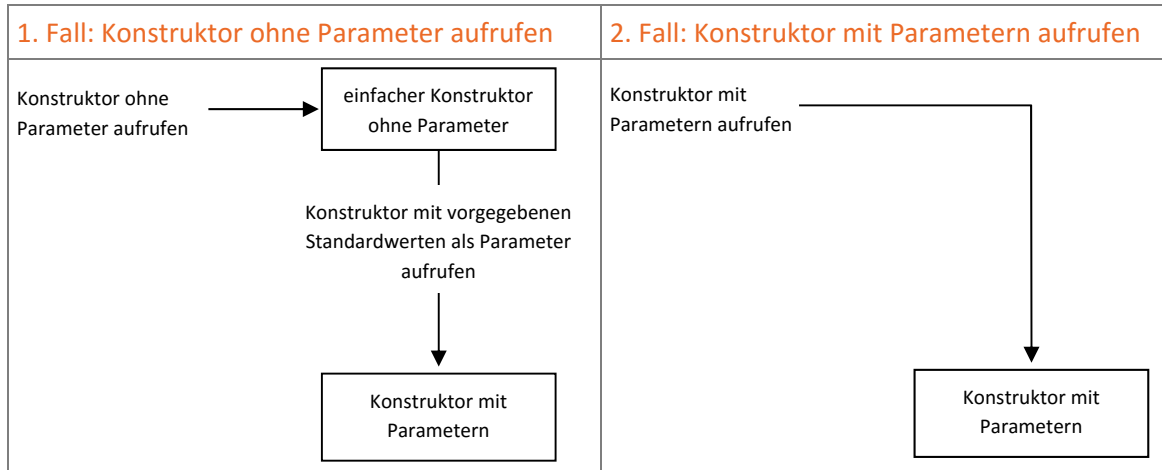 1. Fall: Konstruktor ohne Parameter aufrufen
2. Fall: Konstruktor mit Parametern aufrufen
Konstruktor ohne
Parameter aufrufen
einfacher Konstruktor
ohne Parameter
Konstruktor mit vorgegebenen
Standardwerten als Parameter
aufrufen
Konstruktor mit
Parametern
Konstruktor mit
Parametern aufrufen
Konstruktor mit
Parametern